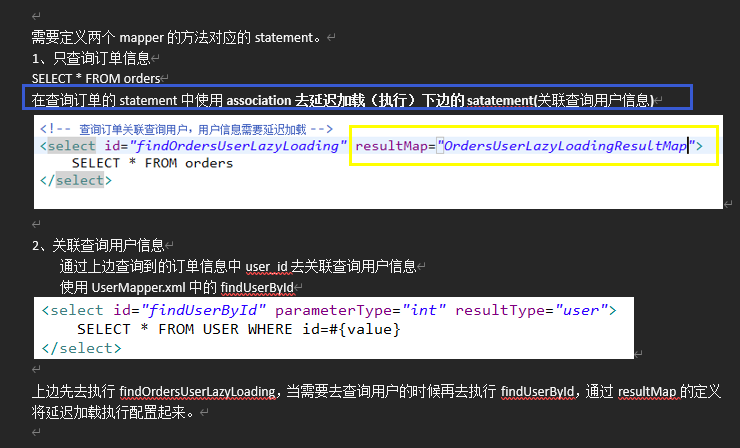 需要定义两个 mapper 的方法对应的 statement。
1、只查询订单信息
SELECT * FROM orders
在查询订单的 statement 中使用 association 去延迟加载（执行）下边的 satatement(关联查询用户信息)
<!-- 查询订单关联查询用户，用户信息需要延迟加载 -->
<select id="findOrdersUserLazyLoading" resultMap="OrdersUserLazyLoadingResultMap">
SELECT * FROM orders
</select>
2、关联查询用户信息
通过上边查询到的订单信息中 user_id 去关联查询用户信息
使用 UserMapper.xml 中的 findUserById
<select id="findUserById" parameterType="int" resultType="user">
SELECT * FROM USER WHERE id=#{value}
</select>
上边先去执行 findOrdersUserLazyLoading，当需要去查询用户的时候再去执行 findUserById，通过 resultMap 的定义
将延迟加载执行配置起来。